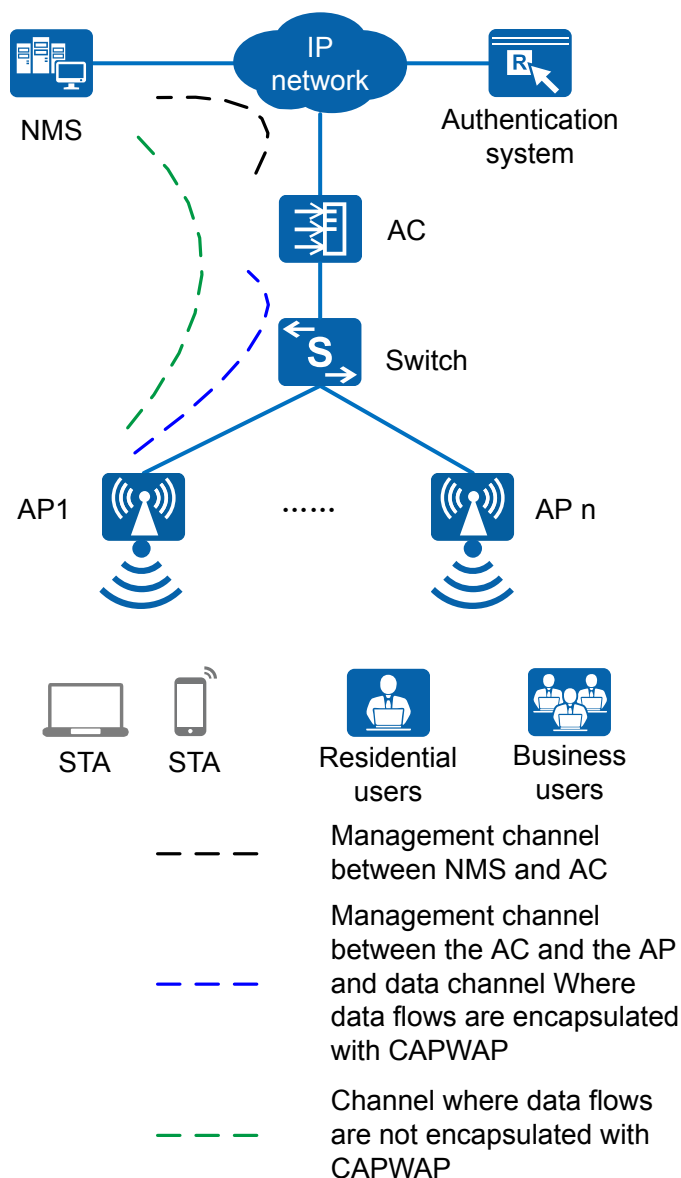 IP
network
NMS
Authentication
system
R
AC
S
Switch
AP1
......
AP n
STA
STA
Residential
users
Business
users
Management channel
between NMS and AC
Management channel
between the AC and the AP
and data channel Where
data flows are encapsulated
with CAPWAP
Channel where data flows
are not encapsulated with
CAPWAP